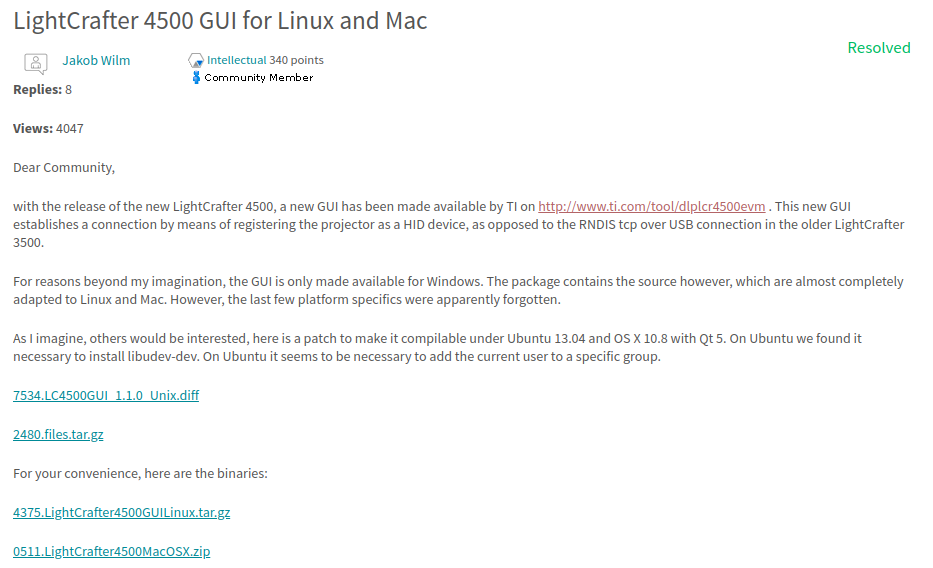 LightCrafter 4500 GUI for Linux and Mac
Jakob Wilm
Intellectual 340 points
Resolved
Community Member
Replies: 8
Views: 4047
Dear Community,
with the release of the new LightCrafter 4500, a new GUI has been made available by TI on http://www.ti.com/tool/dlplcr4500evm . This new GUI
establishes a connection by means of registering the projector as a HID device, as opposed to the RNDIS tcp over USB connection in the older LightCrafter
3500.
For reasons beyond my imagination, the GUI is only made available for Windows. The package contains the source however, which are almost completely
adapted to Linux and Mac. However, the last few platform specifics were apparently forgotten.
As I imagine, others would be interested, here is a patch to make it compilable under Ubuntu 13.04 and OS X 10.8 with Qt 5. On Ubuntu we found it
necessary to install libudev-dev. On Ubuntu it seems to be necessary to add the current user to a specific group.
7534.LC4500GUI_1.1.0_Unix.diff
2480.files.tar.gz
For your convenience, here are the binaries:
4375.LightCrafter4500GUILinux.tar.gz
0511.LightCrafter4500MacOSX.zip